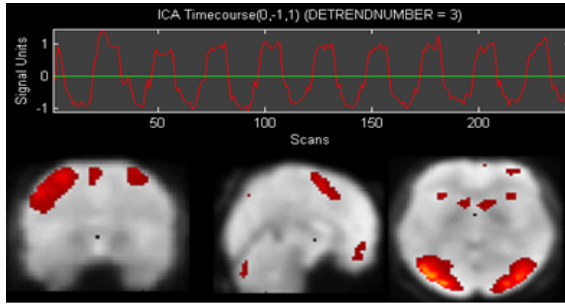 ICA Timecourse(0,-1,1) (DETRENDNUMBER = 3)
Signal Units
1
0
-1
50
100
150
200
Scans